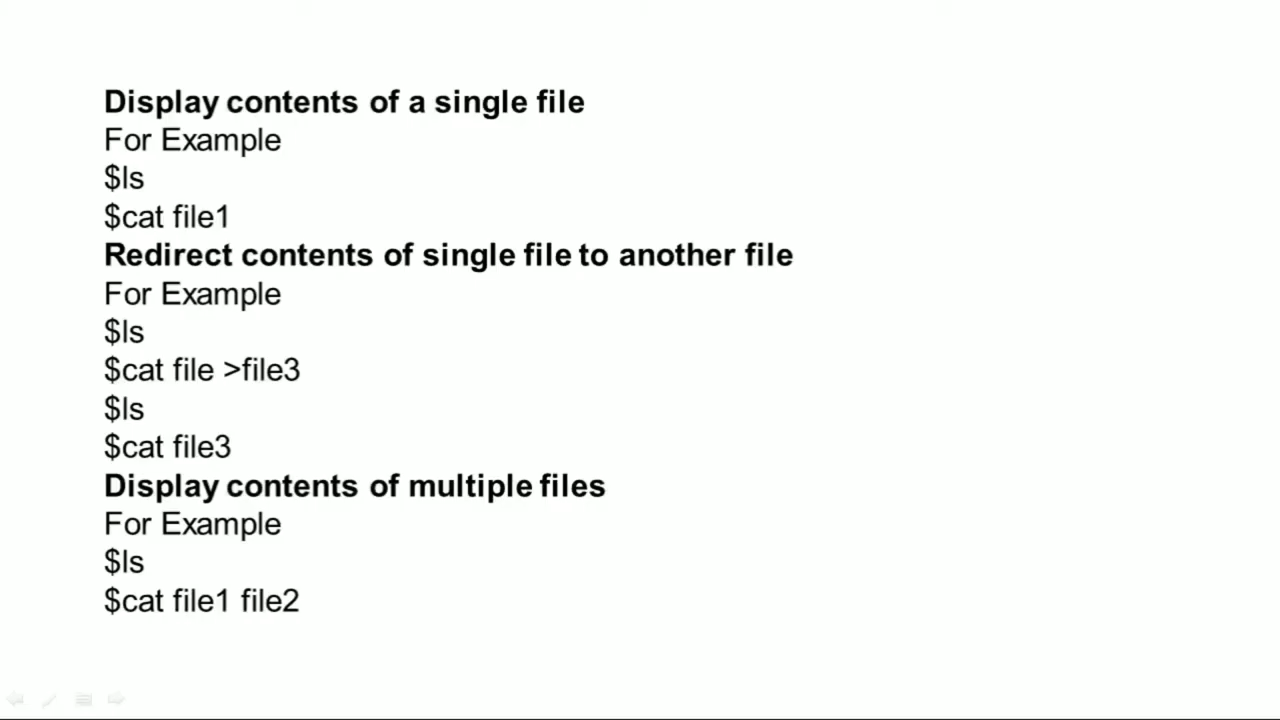 Display contents of a single file
For Example
$ls
$cat file1
Redirect contents of single file to another file
For Example
$ls
$cat file >file3
$ls
$cat file3
Display contents of multiple files
For Example
$ls
$cat file1 file2